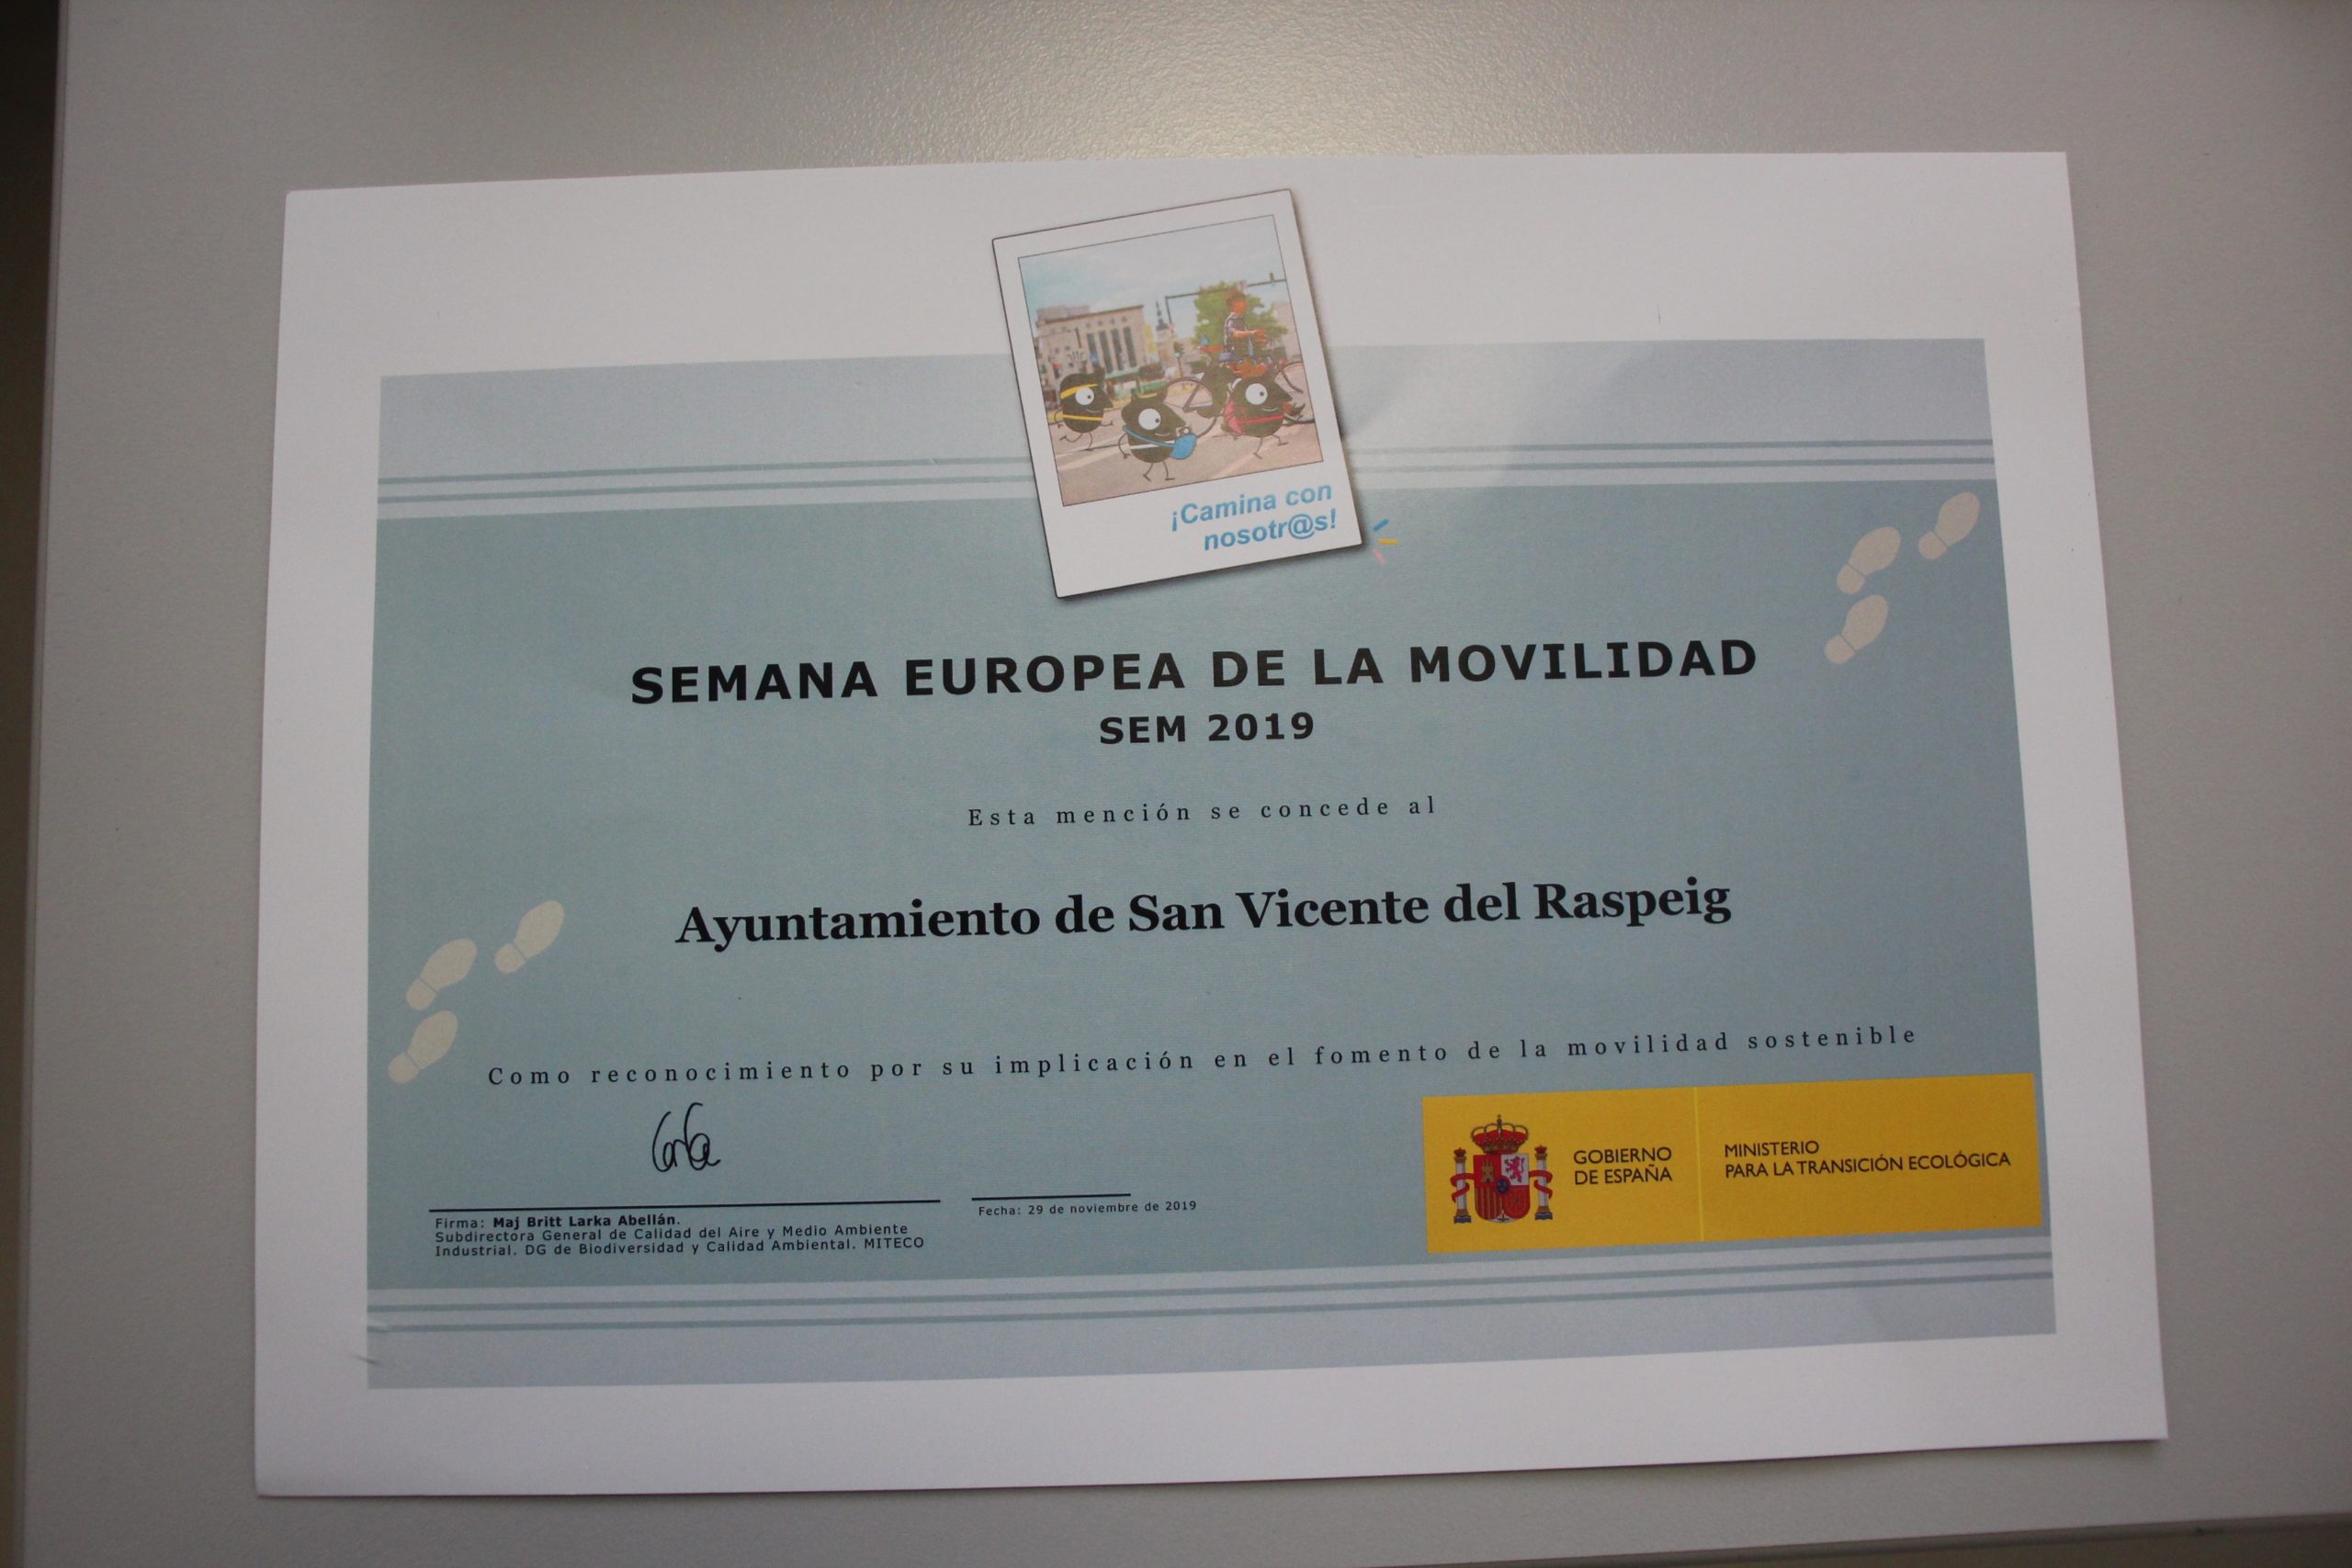 ¡Camina con
nosotr@s!
SEMANA EUROPEA DE LA MOVILIDAD
SEM 2019
Esta mención se concede al
Ayuntamiento de San Vicente del Raspeig
Como reconocimiento por su implicación en el fomento de la movilidad sostenible
Firma: Maj Britt Larka Abellán.
Subdirectora General de Calidad del Aire y Medio Ambiente
Industrial. DG de Biodiversidad y Calidad Ambiental. MITECO
Fecha: 29 de noviembre de 2019
GOBIERNO
DE ESPAÑA
MINISTERIO
PARA LA TRANSICIÓN ECOLÓGICA